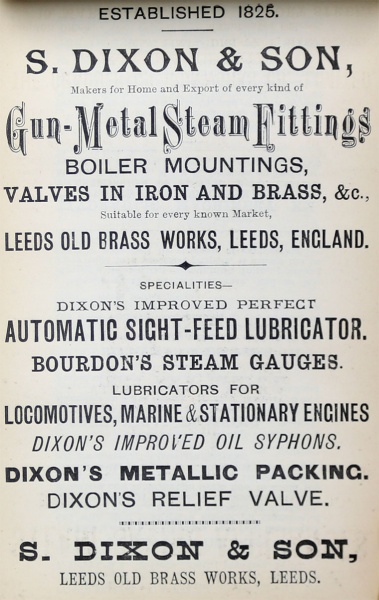 ESTABLISHED 1825.
S. DIXON & SON,
Makers for Home and Export of every kind of
Gun-Metal Steam Fittings
BOILER MOUNTINGS,
VALVES IN IRON AND BRASS, &c.,
Suitable for every known Market,
LEEDS OLD BRASS WORKS, LEEDS, ENGLAND.
SPECIALITIES—
DIXON'S IMPROVED PERFECT
AUTOMATIC SIGHT-FEED LUBRICATOR.
BOURDON'S STEAM GAUGES.
LUBRICATORS FOR
LOCOMOTIVES, MARINE & STATIONARY ENGINES
DIXON'S IMPROVED OIL SYPHONS.
DIXON'S METALLIC PACKING.
DIXON'S RELIEF VALVE.
S. DIXON & SON,
LEEDS OLD BRASS WORKS, LEEDS.